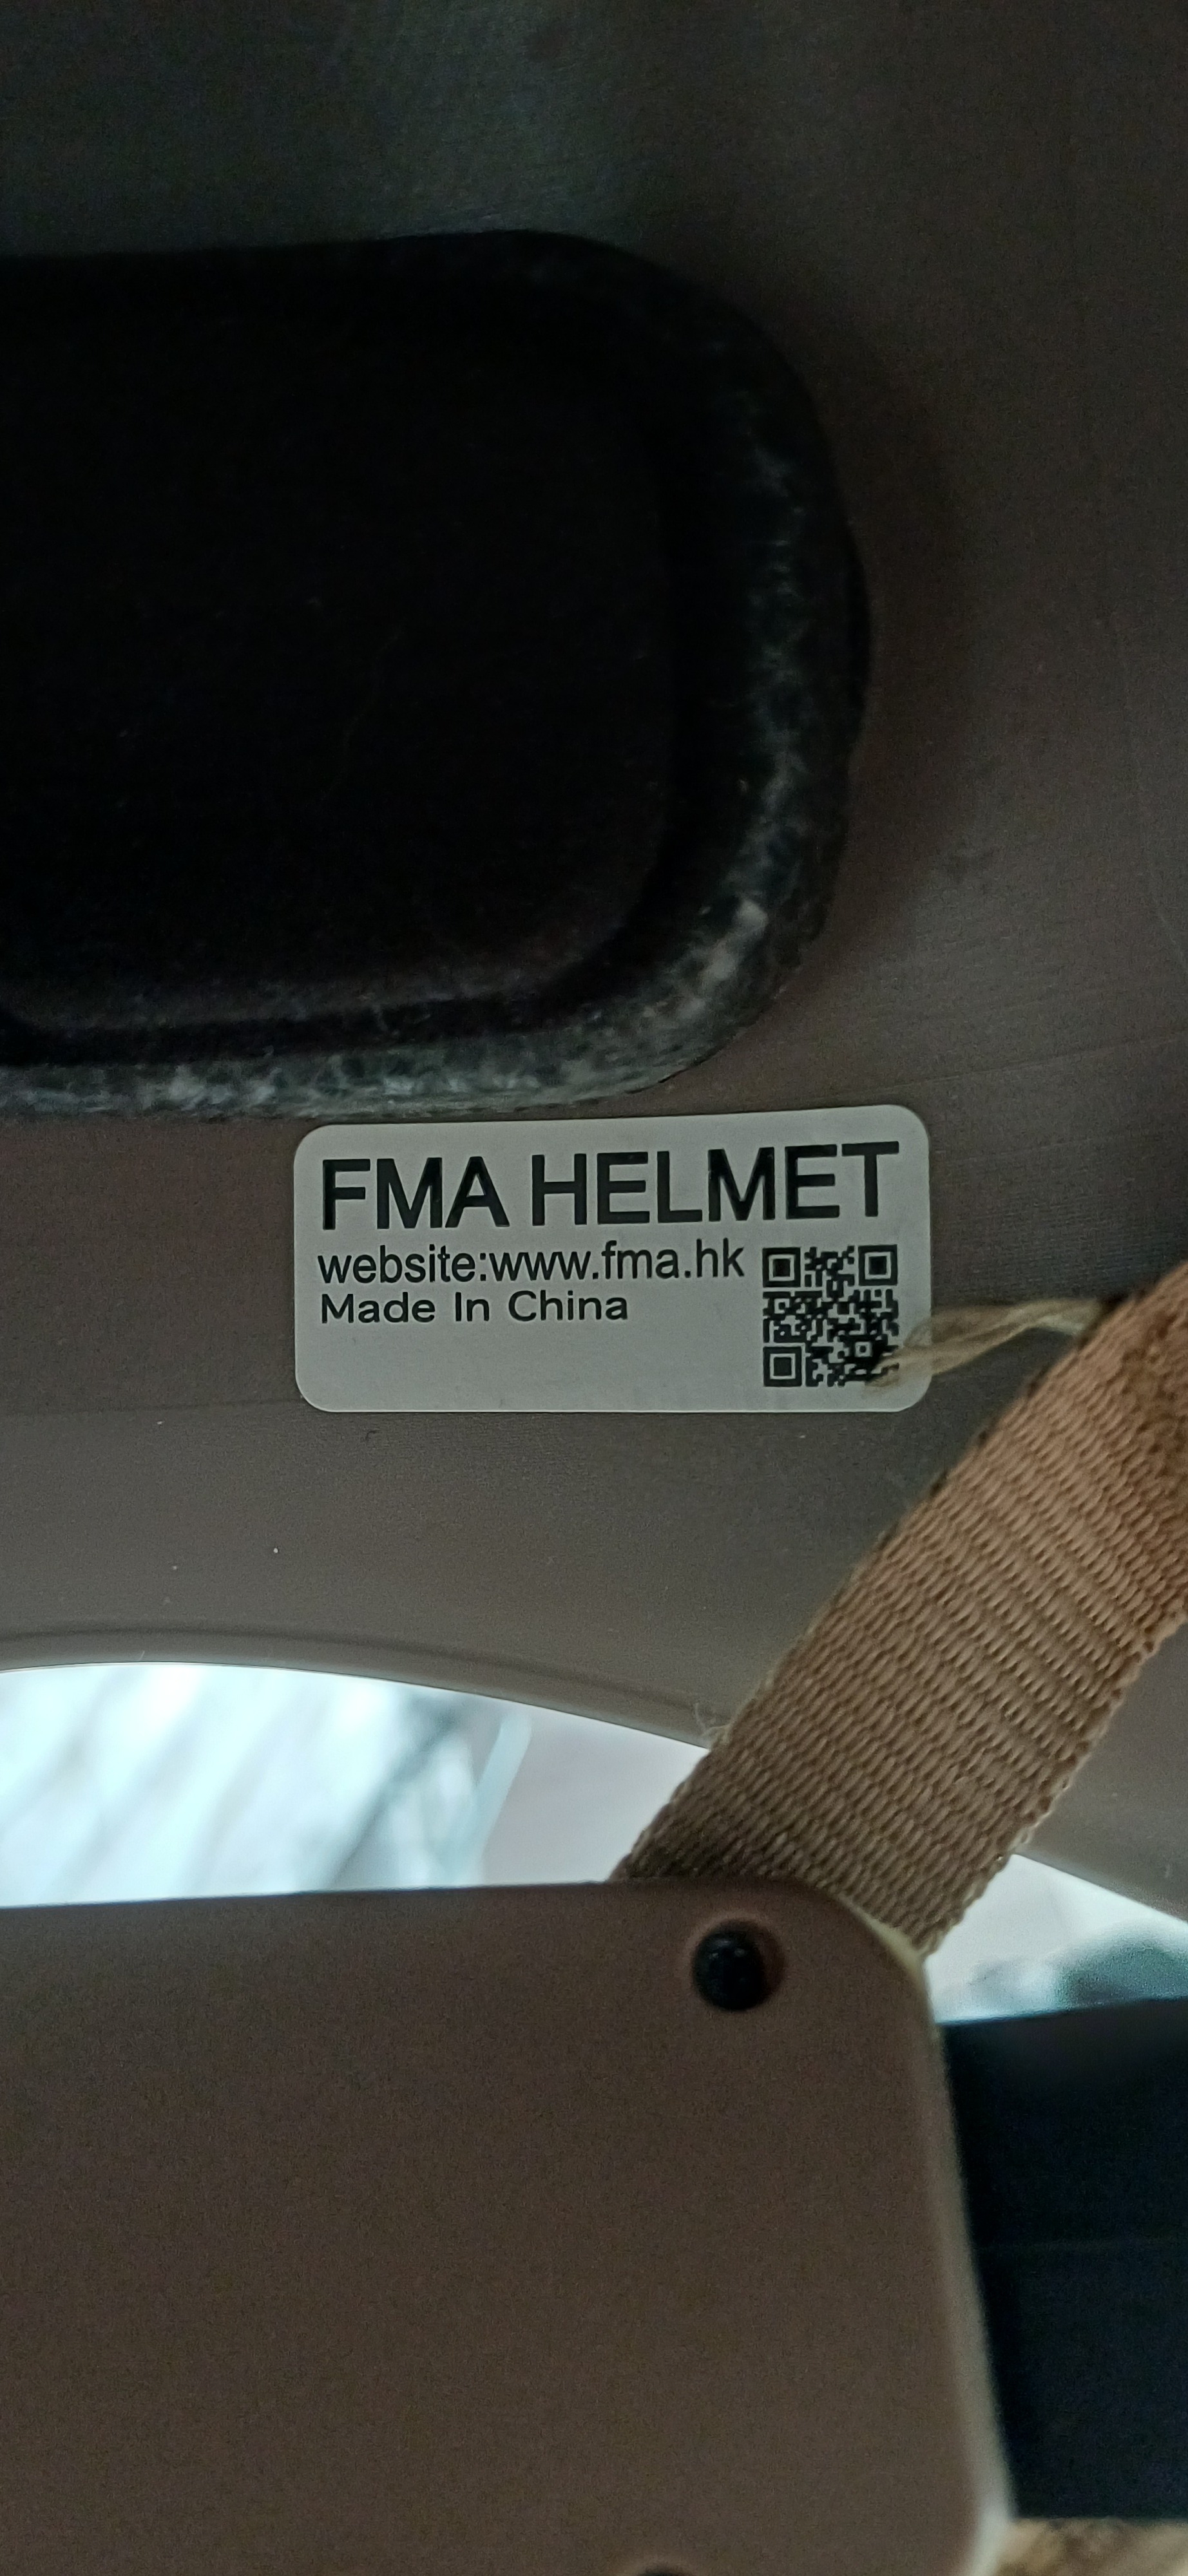 FMA HELMET
website:www.fma.hk
Made In China